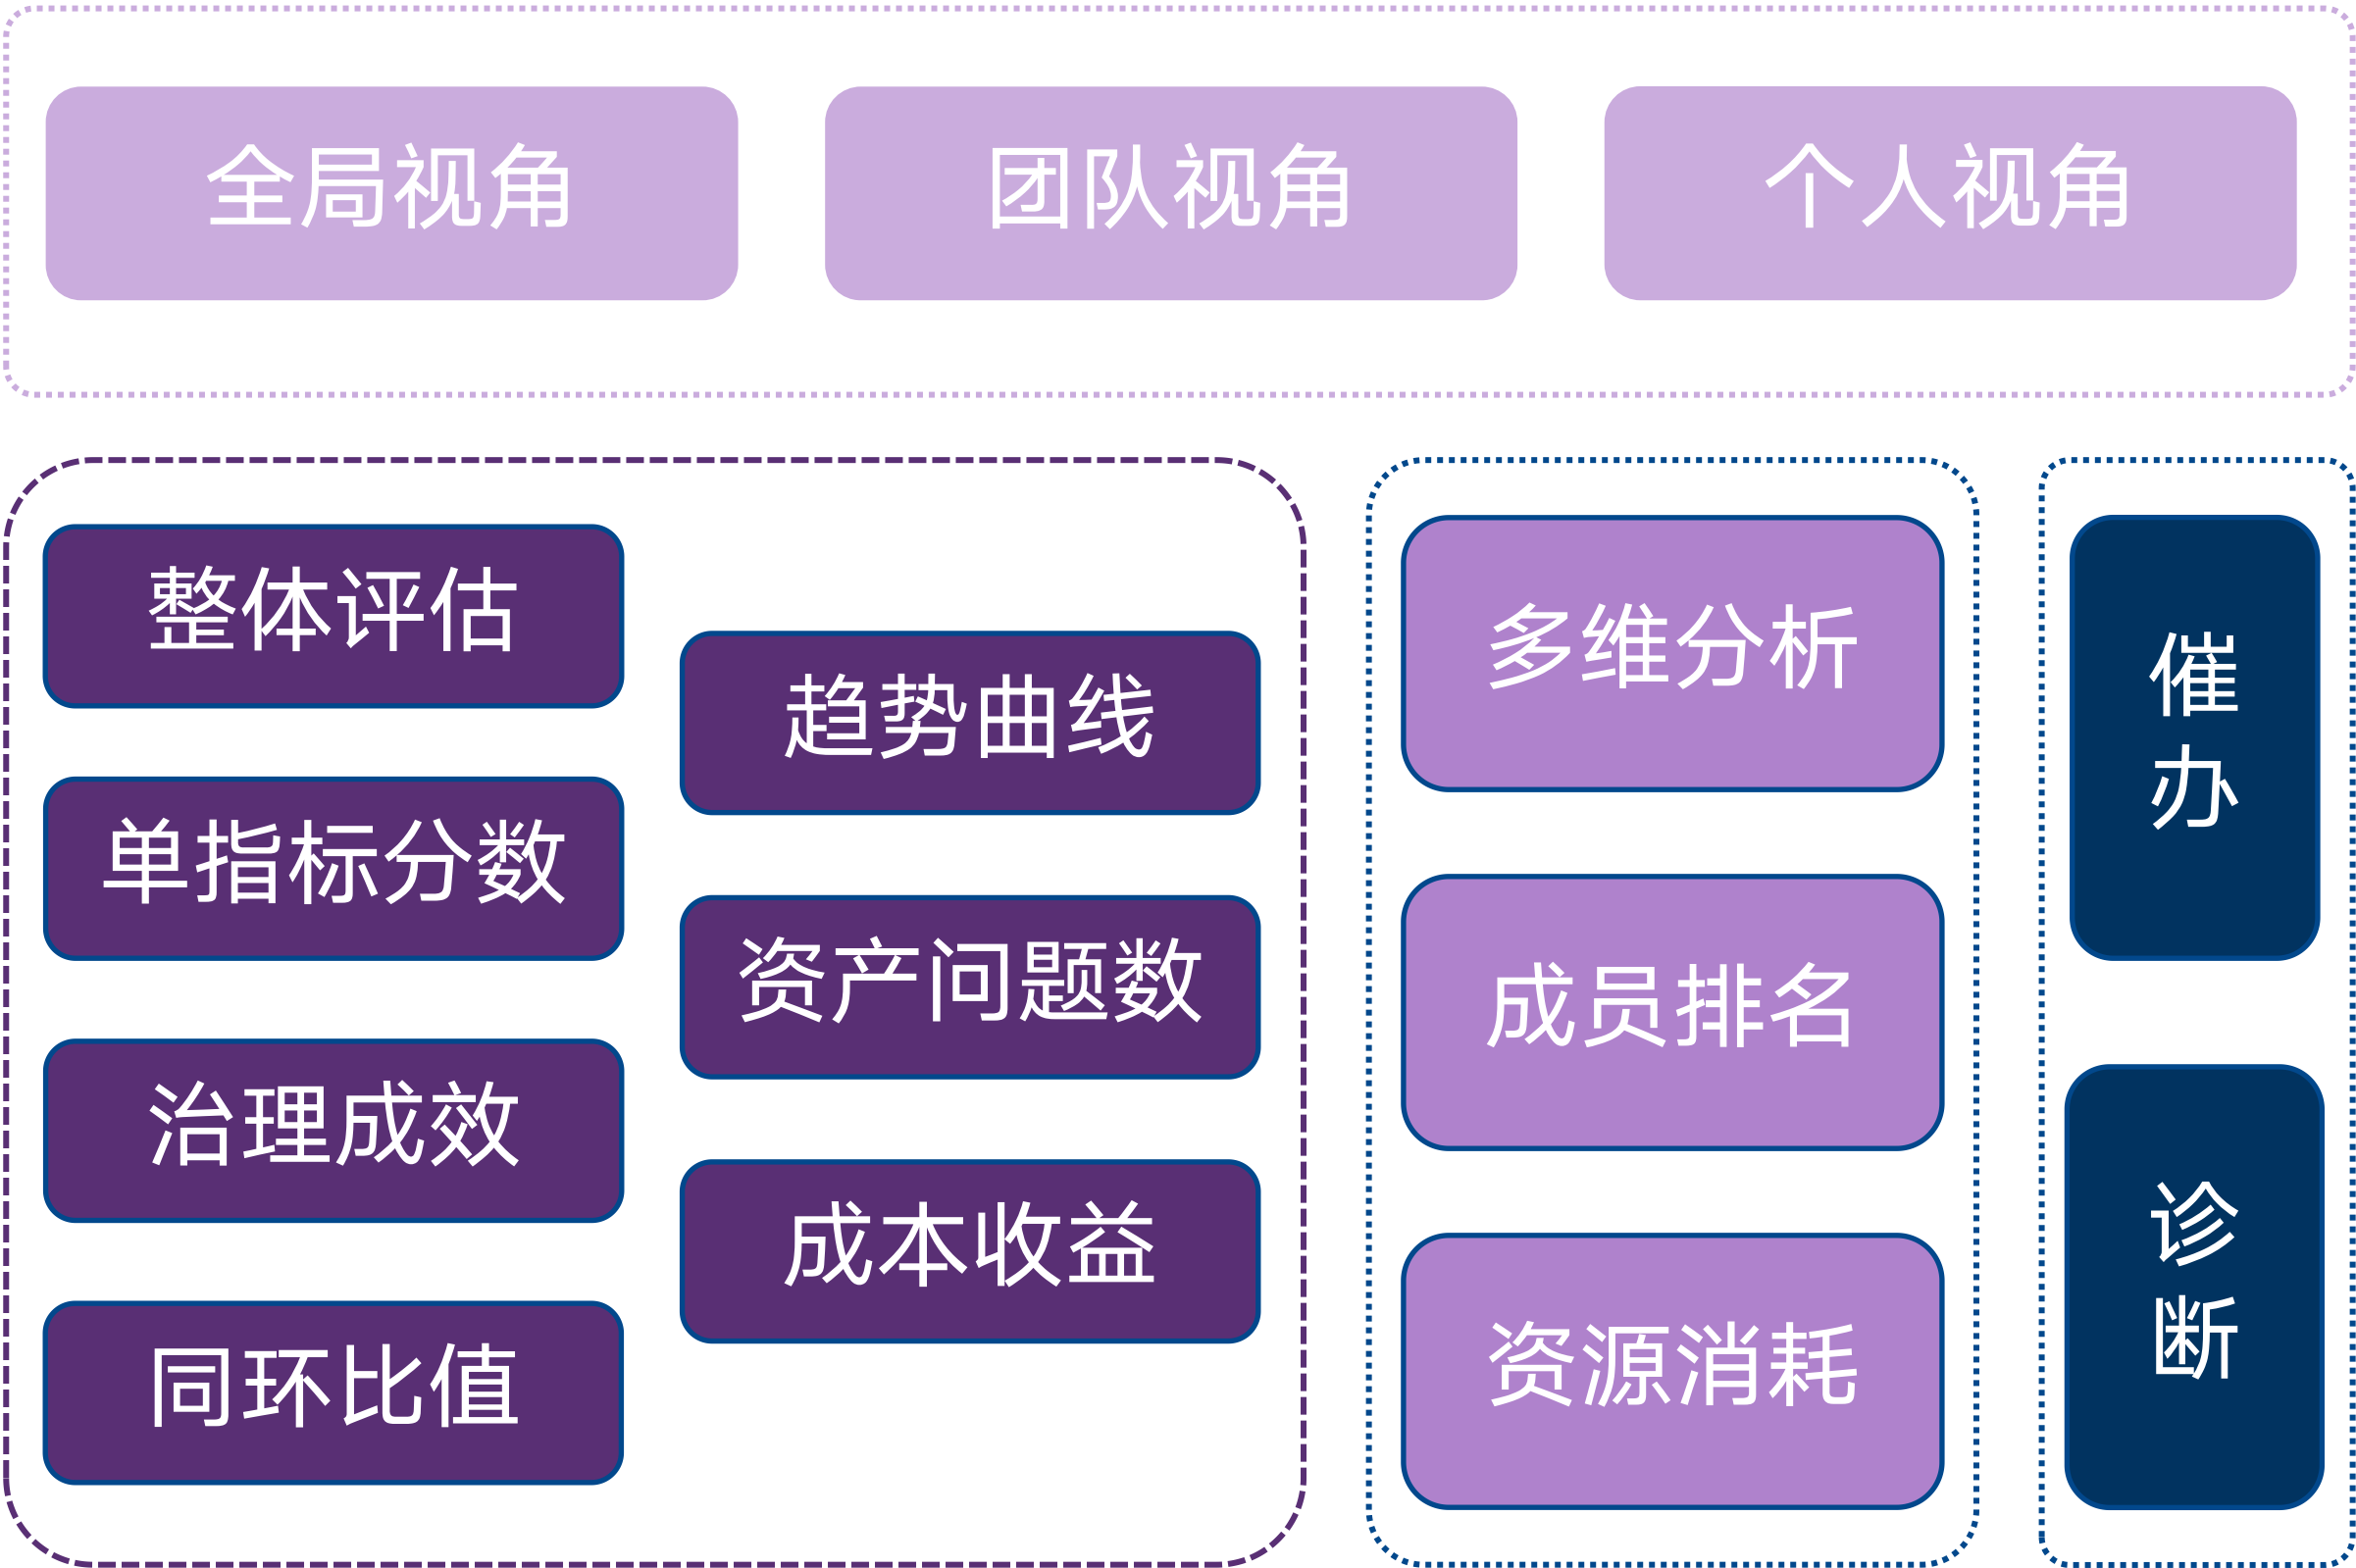 全局视角
团队视角
个人视角
整体评估
单指标分数
治理成效
同环比值
趋势曲线
资产问题数
成本收益
多维分析
成员排名
资源消耗
催
办
诊
断